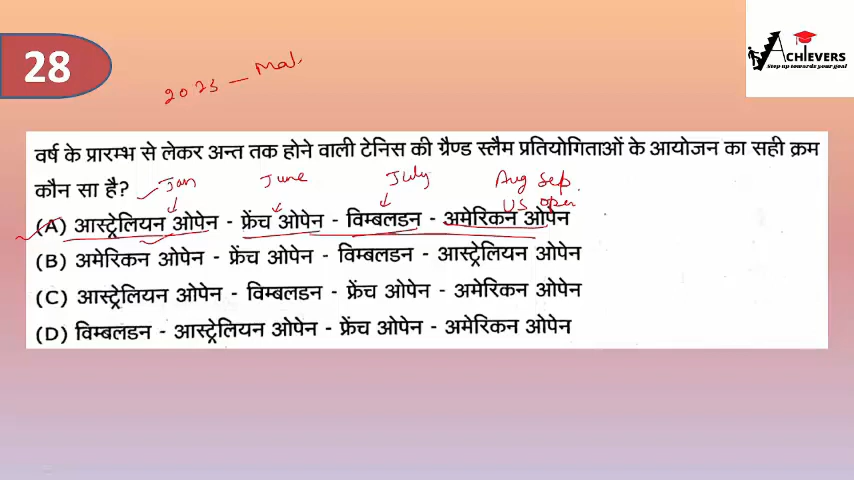 28
ACHIEVERS
Step up towards your goal
2023 -
वर्ष के प्रारम्भ से लेकर अन्त तक होने वाली टेनिस की ग्रैण्ड स्लैम प्रतियोगिताओं के आयोजन का सही क्रम
कौन सा है?
Jan June July Aug Sep
US open
(A) आस्ट्रेलियन ओपेन - फ्रेंच ओपेन - विम्बलडन - अमेरिकन ओपेन
(B) अमेरिकन ओपेन - फ्रेंच ओपेन - विम्बलडन - आस्ट्रेलियन ओपेन
(C) आस्ट्रेलियन ओपेन - विम्बलडन - फ्रेंच ओपेन - अमेरिकन ओपेन
(D) विम्बलडन - आस्ट्रेलियन ओपेन - फ्रेंच ओपेन - अमेरिकन ओपेन